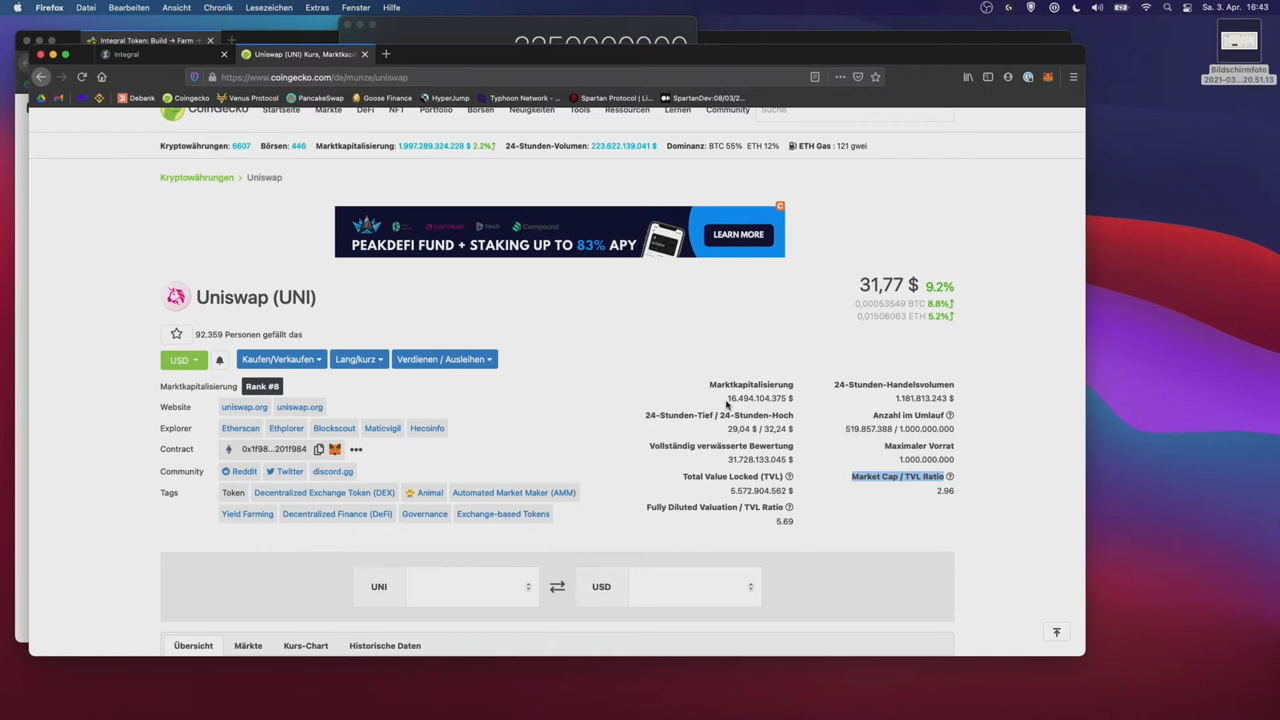 Firefox Datei Bearbeiten Ansicht Chronik Lesezeichen Extras Fenster Hilfe
Sa. 3. Apr. 16:43
Integral Token: Build → Farm →
Integral
Uniswap (UNI) Kurs, Marktkapi
https://www.coingecko.com/de/munze/uniswap
Debank Coingecko Venus Protocol PancakeSwap Goose Finance HyperJump Typhoon Network - ... Spartan Protocol | Li... SpartanDev:08/03/2...
Bildschirmfoto
2021-03...20.51.13
CoinGecko Startseite Märkte DeFi NFT Portfolio Börsen Neuigkeiten Tools Ressourcen Lernen Community Suche
Kryptowährungen: 6607 Börsen: 446 Marktkapitalisierung: 1.997.289.324.228 $ 2.2% 24-Stunden-Volumen: 223.622.139.041 $ Dominanz: BTC 55% ETH 12% ETH Gas : 121 gwei
Kryptowährungen > Uniswap
PEAKDEFI FUND + STAKING UP TO 83% APY
LEARN MORE
Uniswap (UNI)
31,77 $ 9.2%
0,00053549 BTC 8.8%
0,01506063 ETH 5.2%
92.359 Personen gefällt das
USD Kaufen/Verkaufen Lang/kurz Verdienen / Ausleihen
Marktkapitalisierung Rank #8
Website uniswap.org uniswap.org
Explorer Etherscan Ethplorer Blockscout Maticvigil Hecoinfo
Contract 0x1f98...201f984
Community Reddit Twitter discord.gg
Tags Token Decentralized Exchange Token (DEX) Animal Automated Market Maker (AMM)
Yield Farming Decentralized Finance (DeFi) Governance Exchange-based Tokens
Marktkapitalisierung
16.494.104.375 $
24-Stunden-Tief / 24-Stunden-Hoch
29,04 $ / 32,24 $
Vollständig verwässerte Bewertung
31.728.133.045 $
Total Value Locked (TVL)
5.572.904.562 $
Fully Diluted Valuation / TVL Ratio
5.69
24-Stunden-Handelsvolumen
1.181.813.243 $
Anzahl im Umlauf
519.857.388 / 1.000.000.000
Maximaler Vorrat
1.000.000.000
Market Cap / TVL Ratio
2.96
UNI
USD
Übersicht Märkte Kurs-Chart Historische Daten